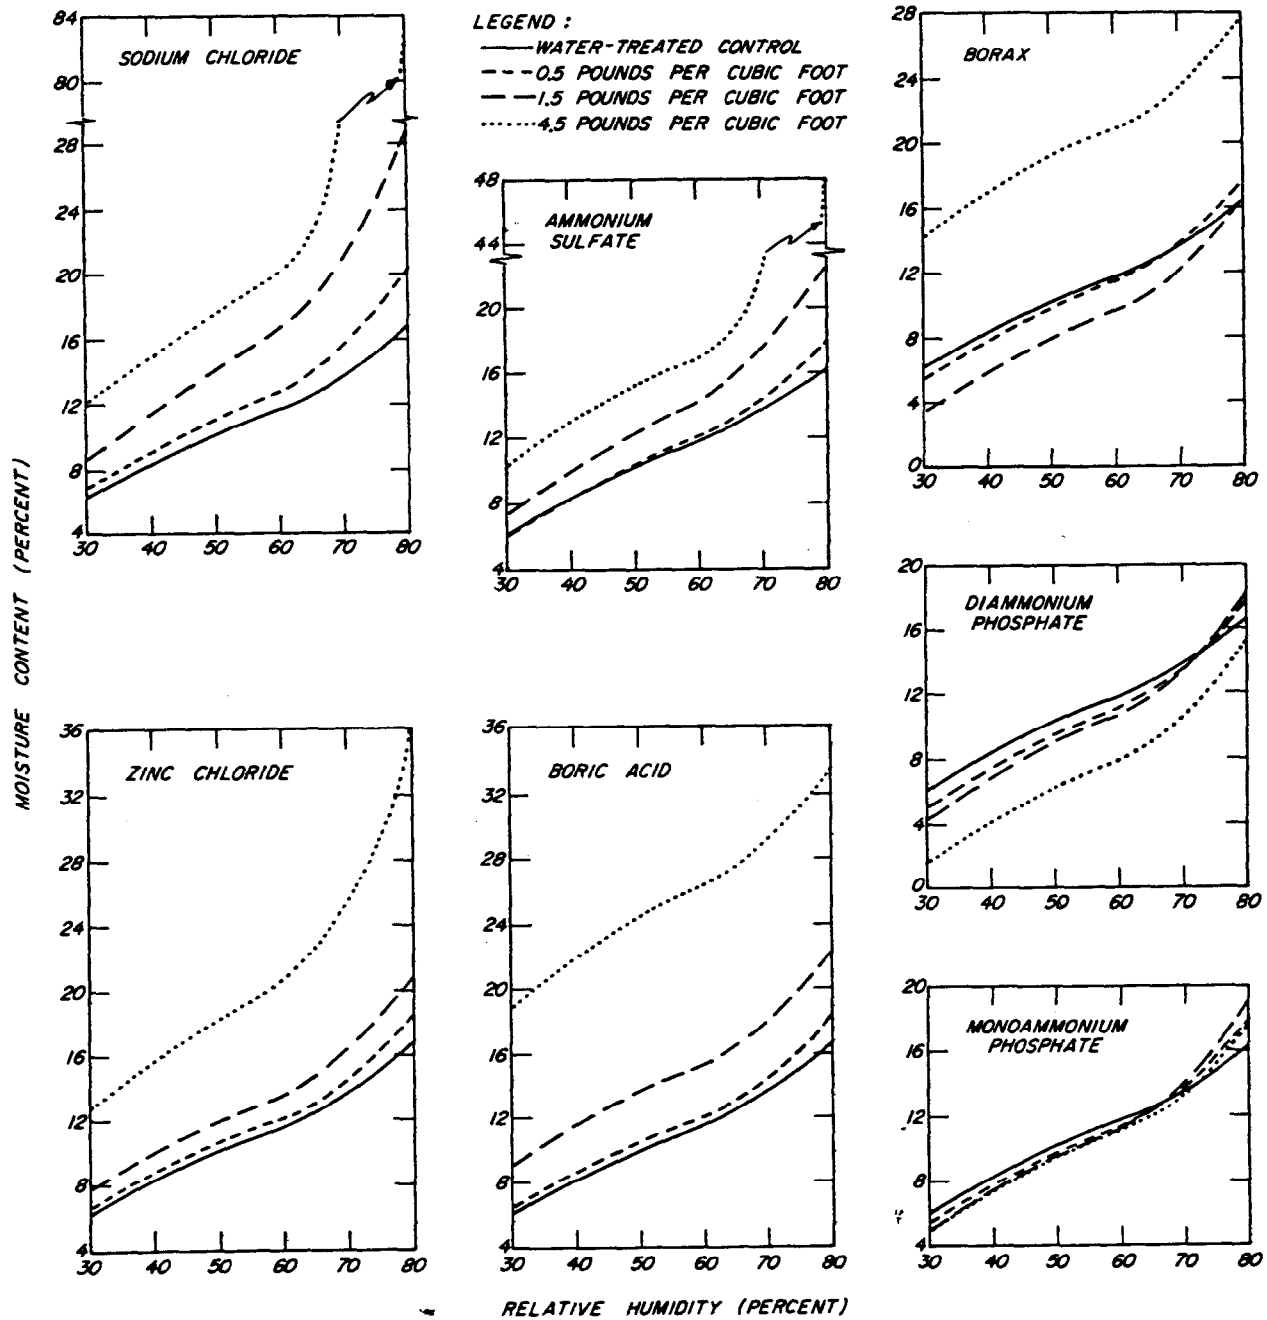 LEGEND :
WATER-TREATED CONTROL
0.5 POUNDS PER CUBIC FOOT
1.5 POUNDS PER CUBIC FOOT
4.5 POUNDS PER CUBIC FOOT
MOISTURE CONTENT (PERCENT)
SODIUM CHLORIDE
84
80
28
24
20
16
12
8
4
30 40 50 60 70 80
AMMONIUM
SULFATE
48
44
20
16
12
8
4
30 40 50 60 70 80
BORAX
28
24
20
16
12
8
4
0
30 40 50 60 70 80
DIAMMONIUM
PHOSPHATE
20
16
12
8
4
0
30 40 50 60 70 80
ZINC CHLORIDE
36
32
28
24
20
16
12
8
4
30 40 50 60 70 80
BORIC ACID
36
32
28
24
20
16
12
8
4
30 40 50 60 70 80
MONOAMMONIUM
PHOSPHATE
20
16
12
8
4
30 40 50 60 70 80
RELATIVE HUMIDITY (PERCENT)